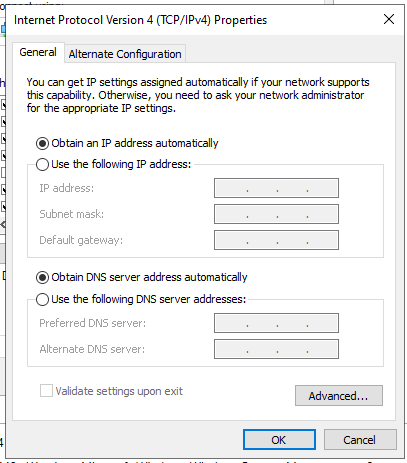 Internet Protocol Version 4 (TCP/IPv4) Properties
General
Alternate Configuration
You can get IP settings assigned automatically if your network supports
this capability. Otherwise, you need to ask your network administrator
for the appropriate IP settings.
Obtain an IP address automatically
Use the following IP address:
IP address:
Subnet mask:
Default gateway:
Obtain DNS server address automatically
Use the following DNS server addresses:
Preferred DNS server:
Alternate DNS server:
Validate settings upon exit
Advanced...
OK
Cancel